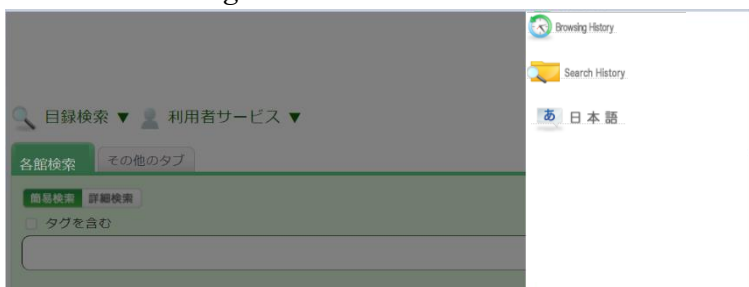 Browsing History
Search History
あ 日本語
目録検索 ▼ 利用者サービス ▼
各館検索 その他のタブ
簡易検索 詳細検索
タグを含む